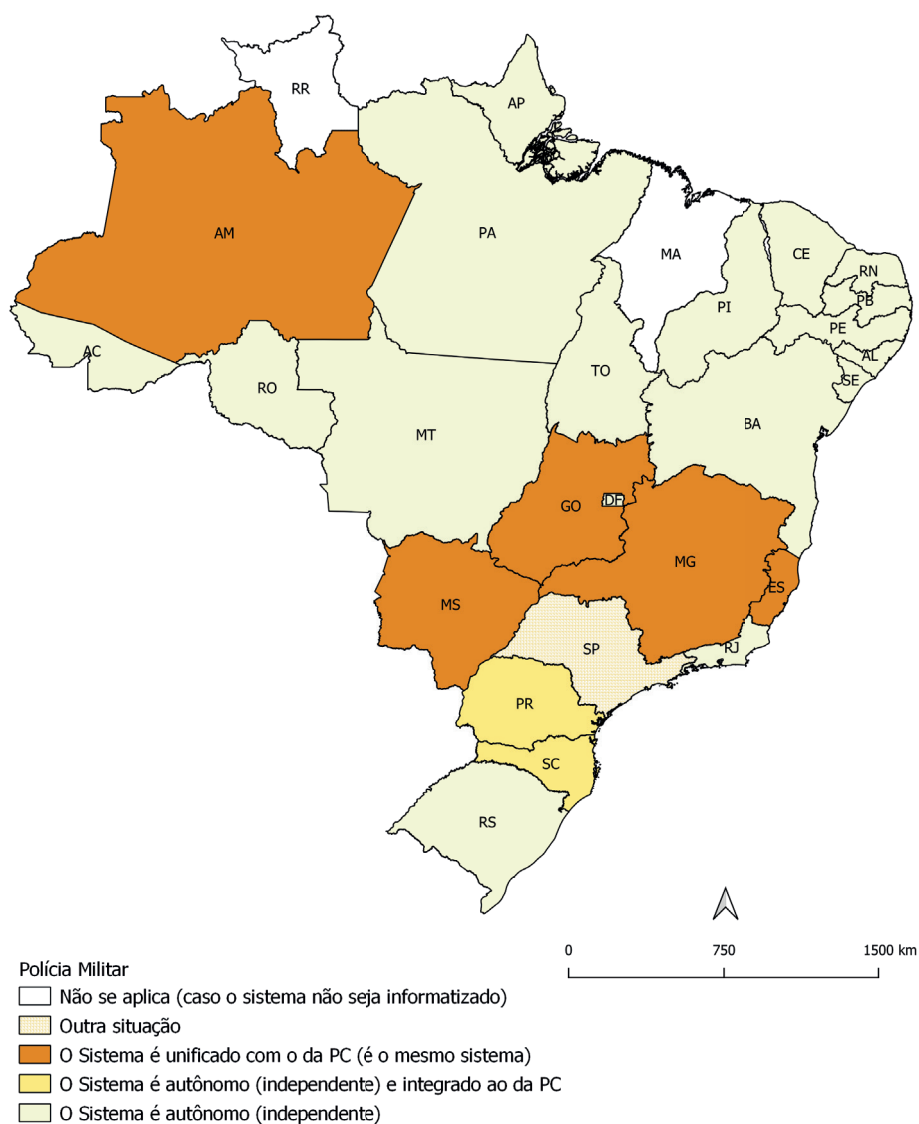 RR
AP
AM
PA
MA
CE
RN
PB
PI
PE
AL
SE
AC
RO
TO
BA
MT
DF
GO
MG
ES
MS
SP
RJ
PR
SC
RS
0 750 1500 km
Polícia Militar
Não se aplica (caso o sistema não seja informatizado)
Outra situação
O Sistema é unificado com o da PC (é o mesmo sistema)
O Sistema é autônomo (independente) e integrado ao da PC
O Sistema é autônomo (independente)